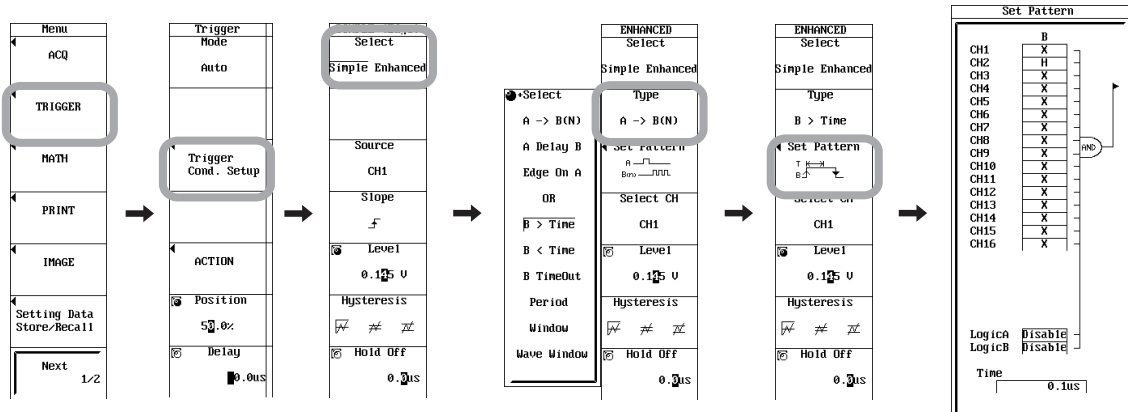 Menu
ACQ
TRIGGER
MATH
PRINT
IMAGE
Setting Data
Store/Recall
Next
1/2
Trigger
Mode
Auto
Trigger
Cond. Setup
ACTION
Position
50.0%
Delay
0.0us
Select
Simple Enhanced
Source
CH1
Slope
Level
0.145 V
Hysteresis
Hold Off
0.0us
+Select
A -> B(N)
A Delay B
Edge On A
OR
B > Time
B < Time
B TimeOut
Period
Window
Wave Window
ENHANCED
Select
Simple Enhanced
Type
A -> B(N)
Set Pattern
A
B(N)
Select CH
CH1
Level
0.145 V
Hysteresis
Hold Off
0.0us
ENHANCED
Select
Simple Enhanced
Type
B > Time
Set Pattern
T
B
Select CH
CH1
Level
0.145 V
Hysteresis
Hold Off
0.0us
Set Pattern
B
CH1 X
CH2 H
CH3 X
CH4 X
CH5 X
CH6 X
CH7 X
CH8 X
CH9 X
CH10 X
CH11 X
CH12 X
CH13 X
CH14 X
CH15 X
CH16 X
AND
LogicA Disable
LogicB Disable
Time
0.1us